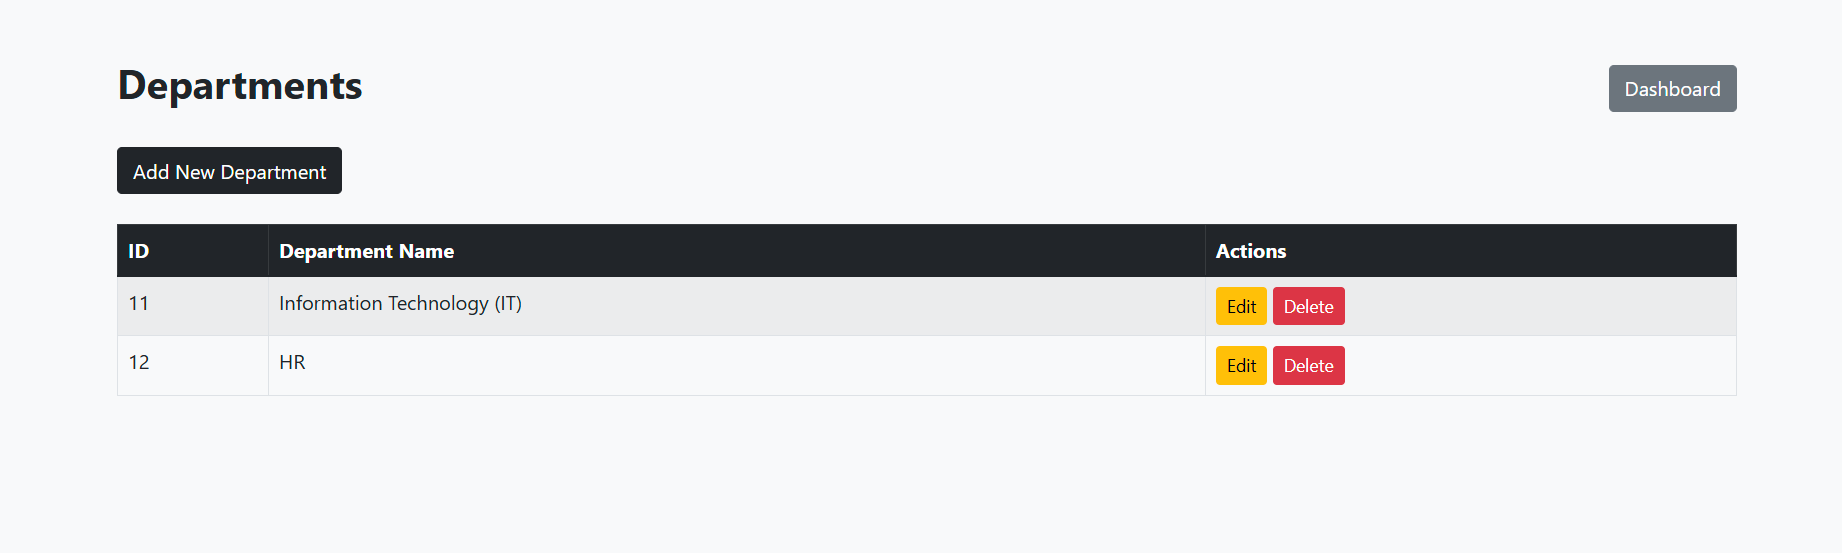 Departments
Dashboard
Add New Department
ID Department Name Actions
11 Information Technology (IT) Edit Delete
12 HR Edit Delete